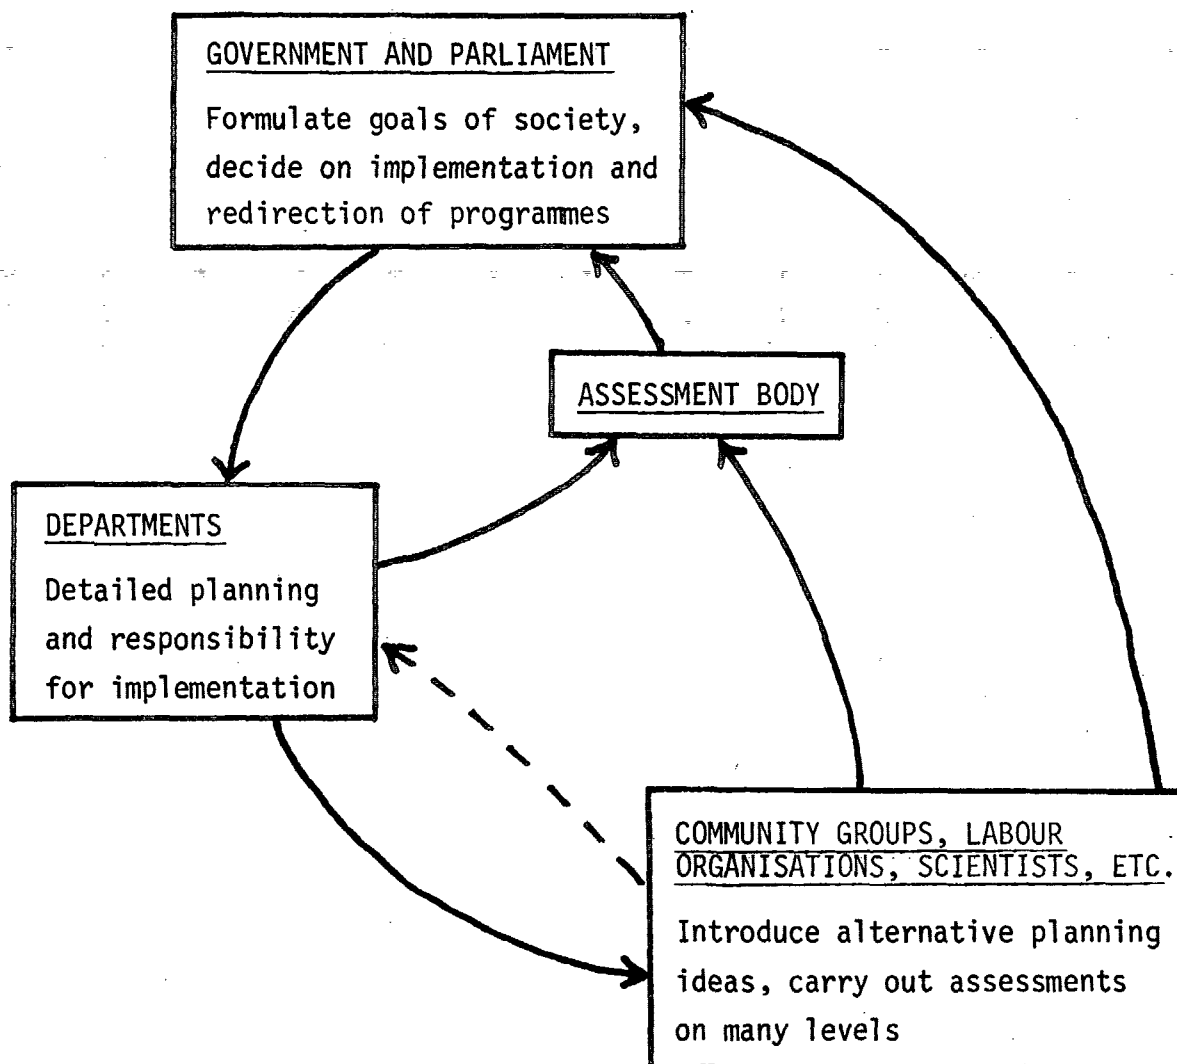 GOVERNMENT AND PARLIAMENT
Formulate goals of society,
decide on implementation and
redirection of programmes
ASSESSMENT BODY
DEPARTMENTS
Detailed planning
and responsibility
for implementation
COMMUNITY GROUPS, LABOUR
ORGANISATIONS, SCIENTISTS, ETC.
Introduce alternative planning
ideas, carry out assessments
on many levels